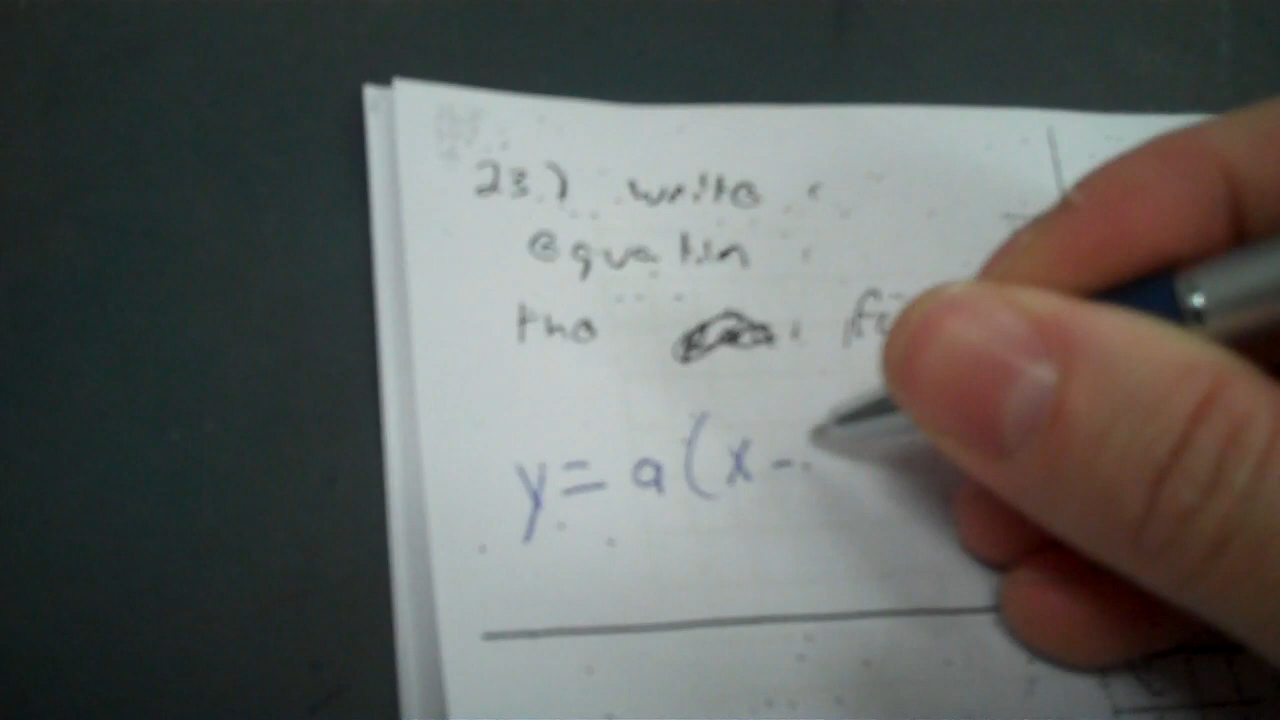 23.) write
equation
the
y = a(x -